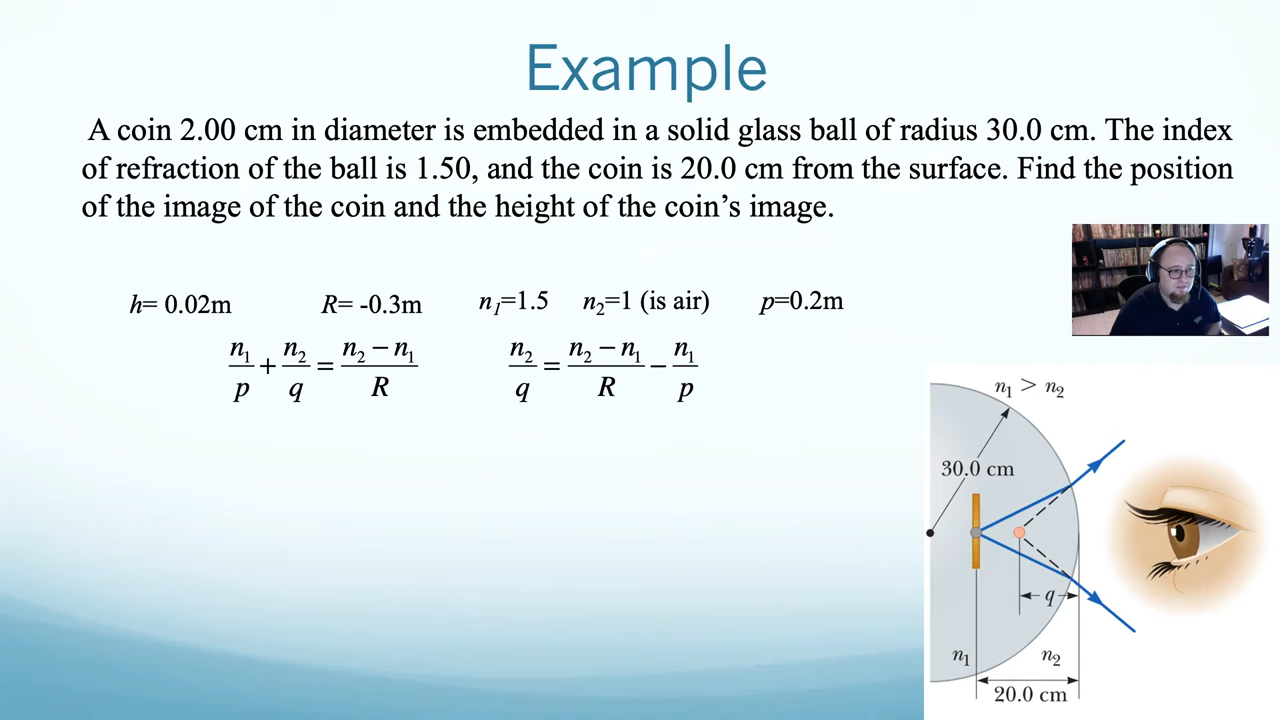 Example
A coin 2.00 cm in diameter is embedded in a solid glass ball of radius 30.0 cm. The index
of refraction of the ball is 1.50, and the coin is 20.0 cm from the surface. Find the position
of the image of the coin and the height of the coin’s image.
h= 0.02m R= -0.3m n₁=1.5 n₂=1 (is air) p=0.2m
n₁/p + n₂/q = (n₂ − n₁)/R n₂/q = (n₂ − n₁)/R − n₁/p
n₁ > n₂
30.0 cm
q
n₁ n₂
20.0 cm